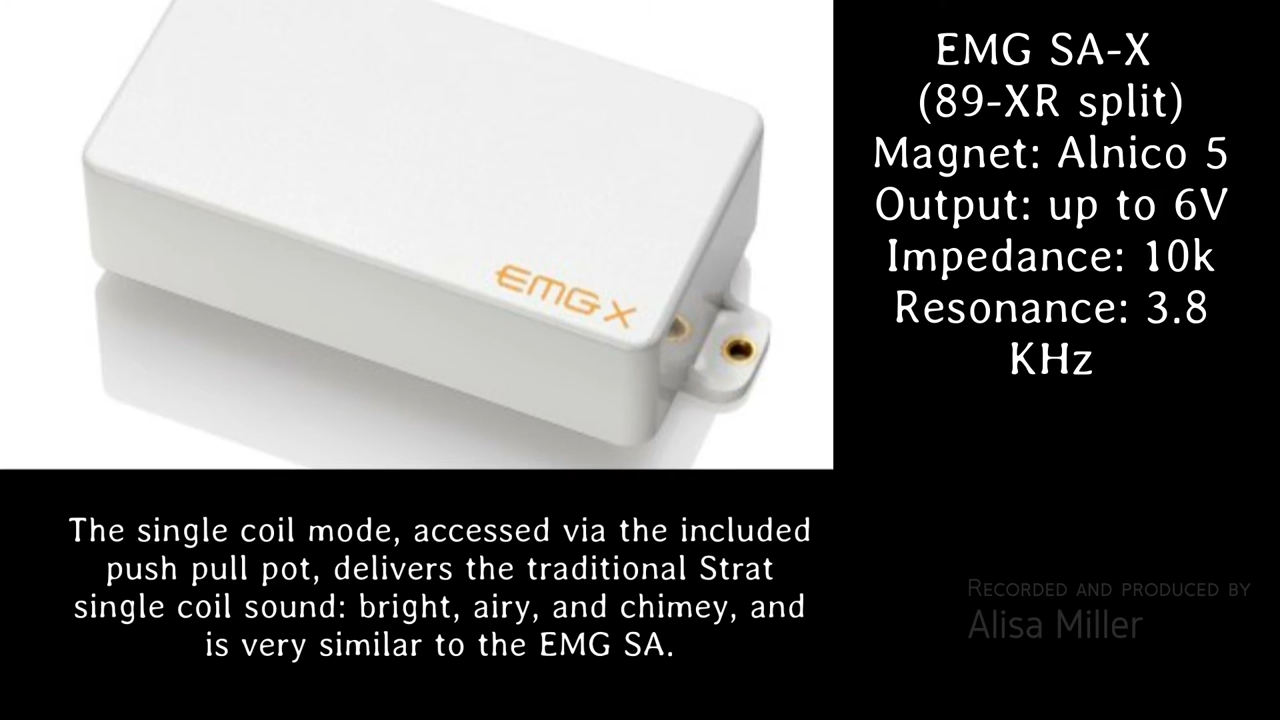 EMG SA-X
(89-XR split)
Magnet: Alnico 5
Output: up to 6V
Impedance: 10k
Resonance: 3.8
KHz
EMG X
The single coil mode, accessed via the included
push pull pot, delivers the traditional Strat
single coil sound: bright, airy, and chimey, and
is very similar to the EMG SA.
Recorded and produced by
Alisa Miller